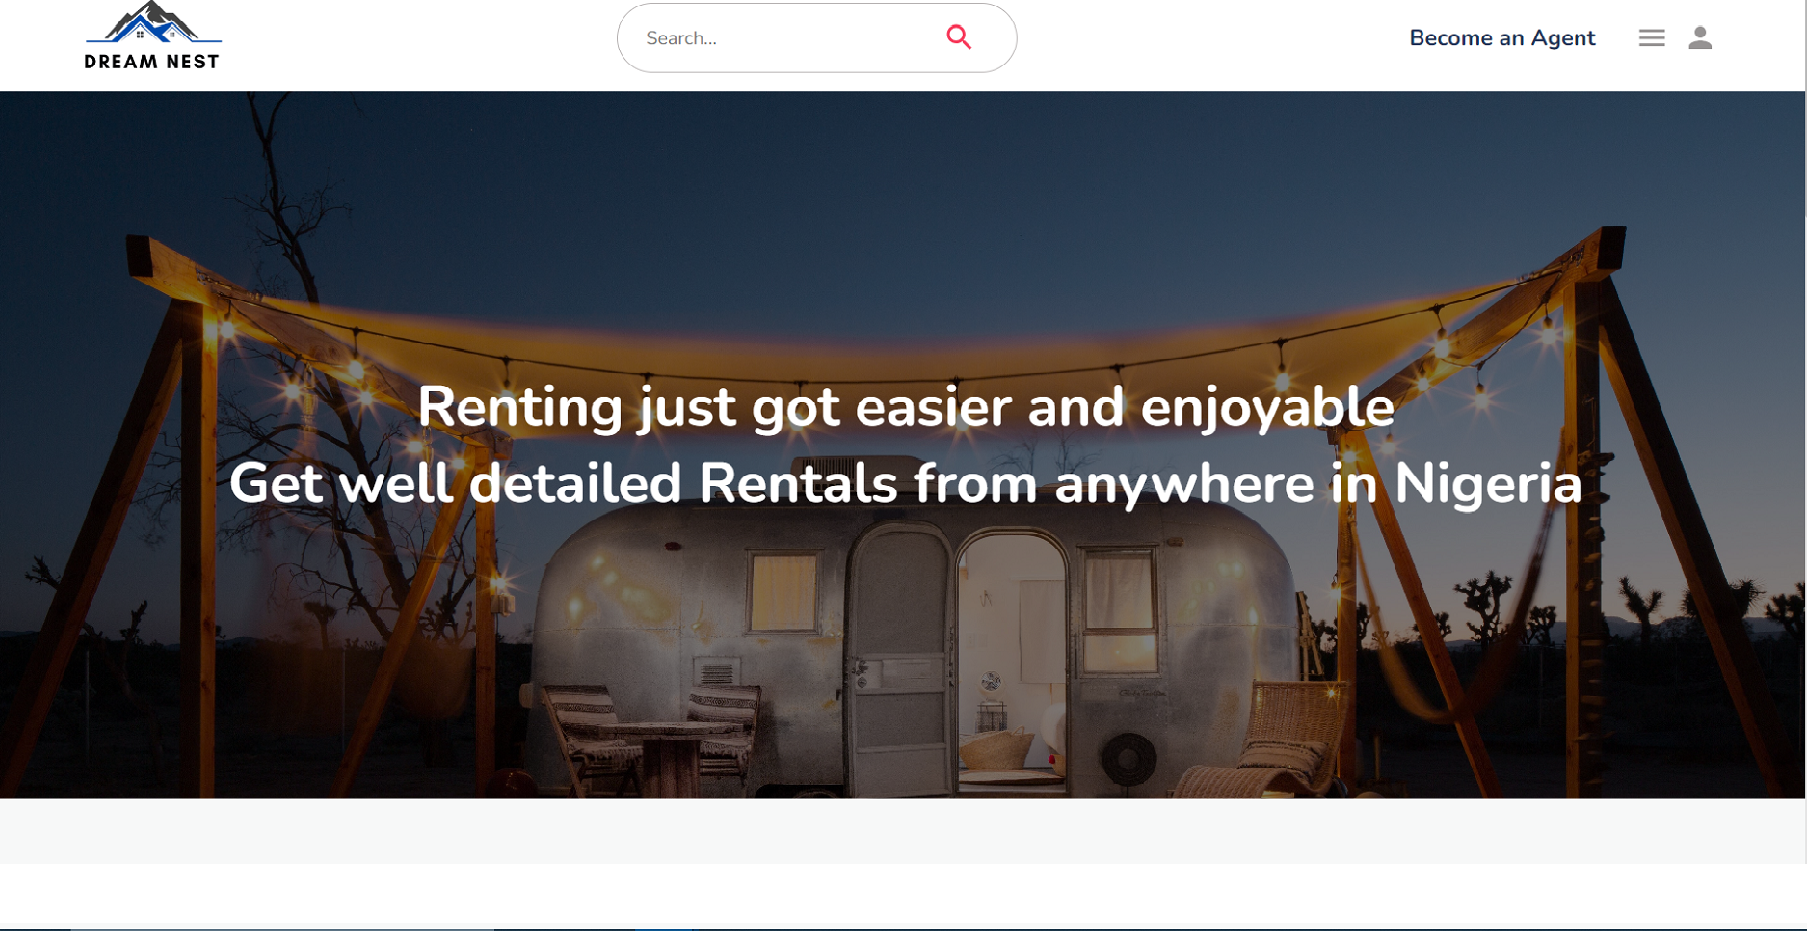 DREAM NEST
Search...
Become an Agent
Renting just got easier and enjoyable
Get well detailed Rentals from anywhere in Nigeria